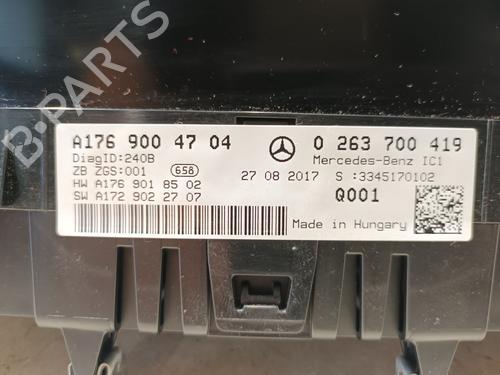 A176 900 47 04
0 263 700 419
DiagID:240B
Mercedes-Benz IC1
ZB ZGS:001
658
27 08 2017
S :3345170102
HW A176 901 85 02
SW A172 902 27 07
Q001
Made in Hungary
B-PARTS